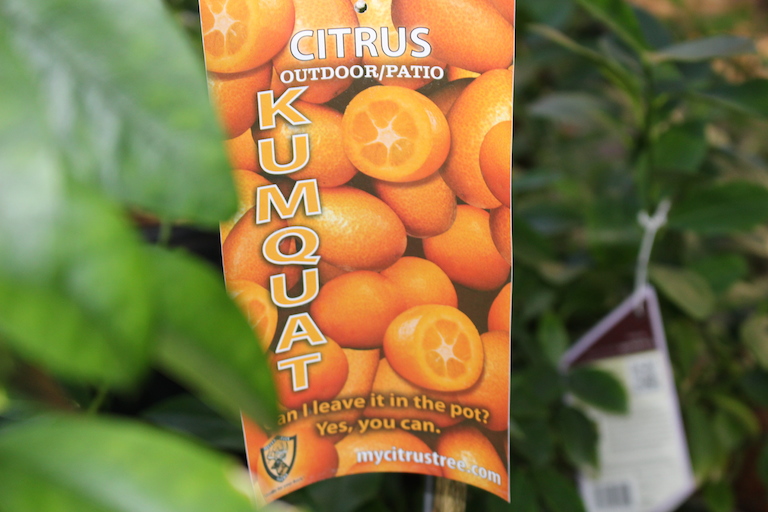 CITRUS
OUTDOOR/PATIO
KUMQUAT
an I leave it in the pot?
Yes, you can.
mycitrustree.com